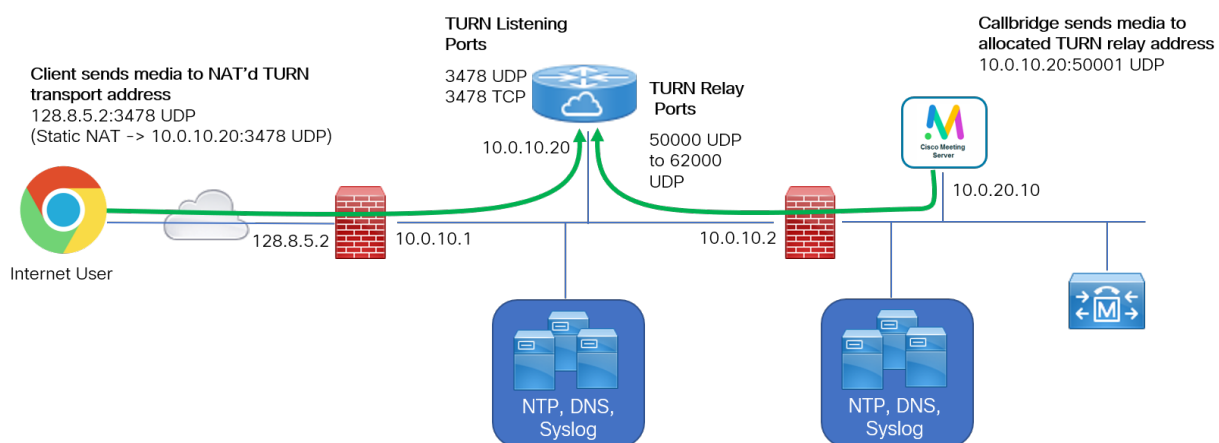 TURN Listening
Ports
3478 UDP
3478 TCP
Callbridge sends media to
allocated TURN relay address
10.0.10.20:50001 UDP
Client sends media to NAT'd TURN
transport address
128.8.5.2:3478 UDP
(Static NAT -> 10.0.10.20:3478 UDP)
TURN Relay
Ports
50000 UDP
to 62000
UDP
10.0.10.20
Cisco Meeting
Server
10.0.20.10
128.8.5.2
10.0.10.1
10.0.10.2
Internet User
M
NTP, DNS,
Syslog
NTP, DNS,
Syslog